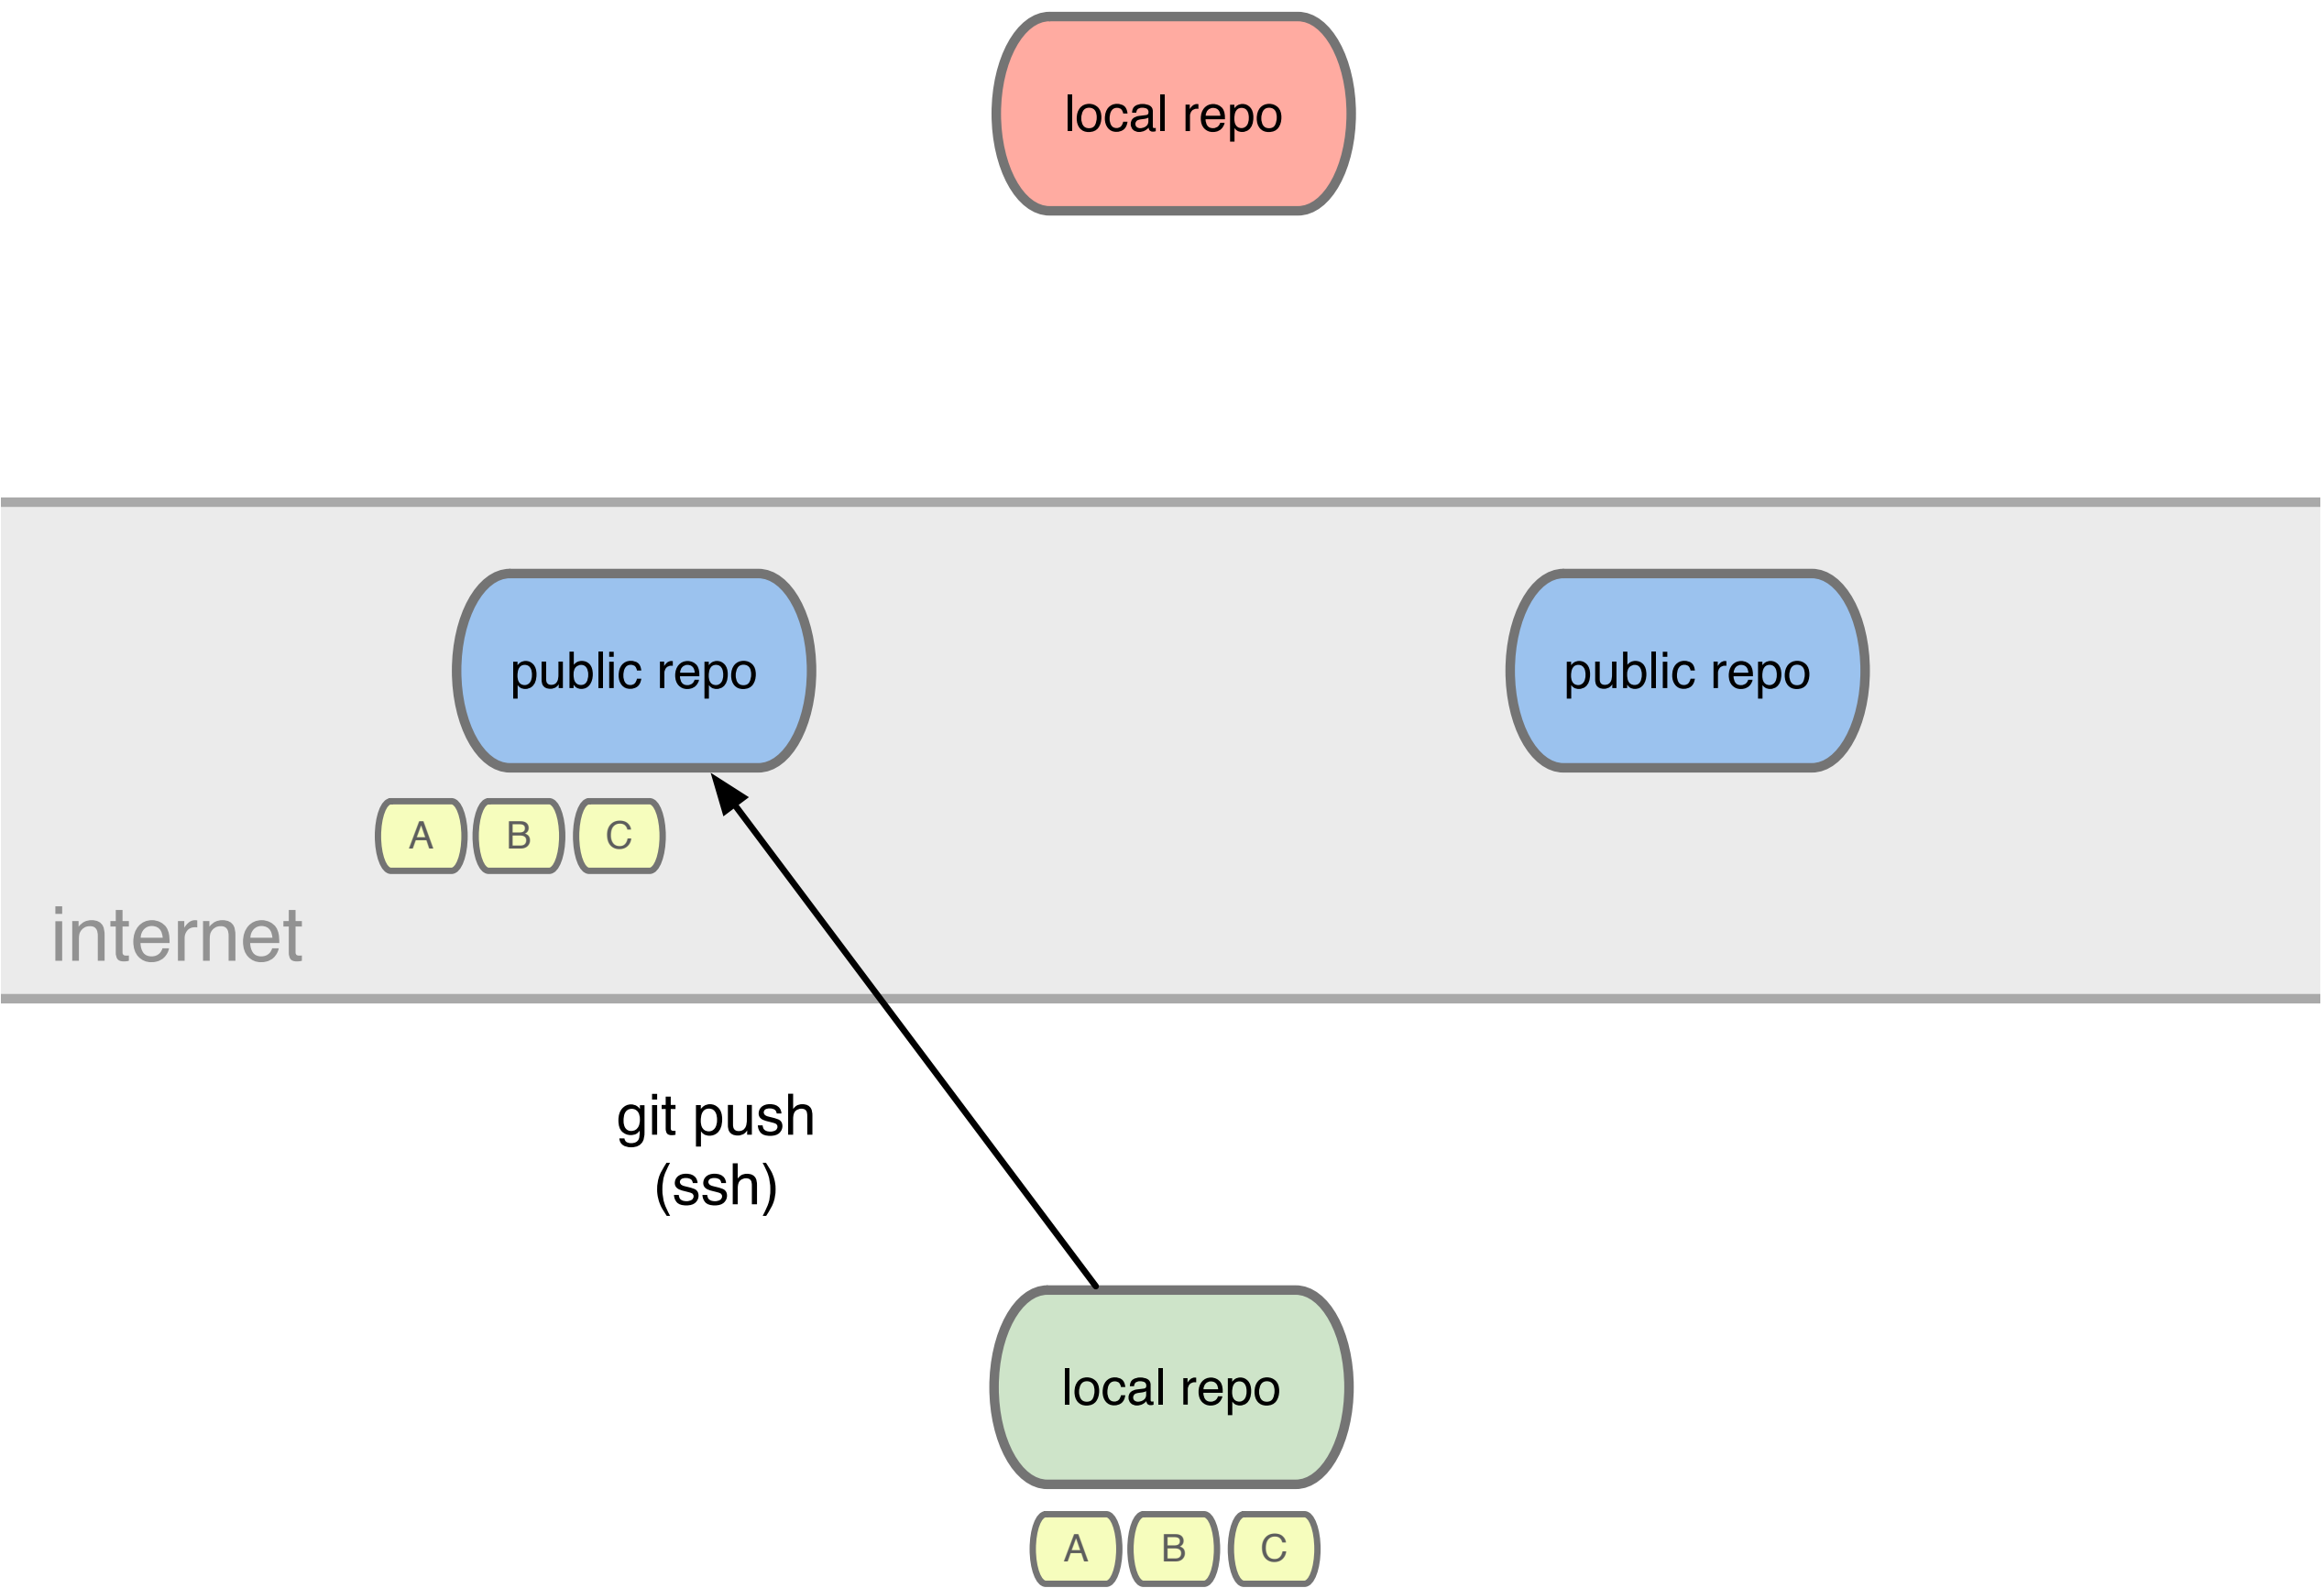 local repo
public repo
public repo
A B C
internet
git push
(ssh)
local repo
A B C